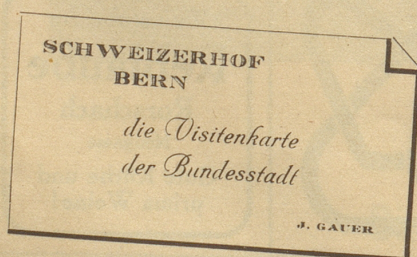 SCHWEIZERHOF
BERN
die Visitenkarte
der Bundesstadt
J. GAUER